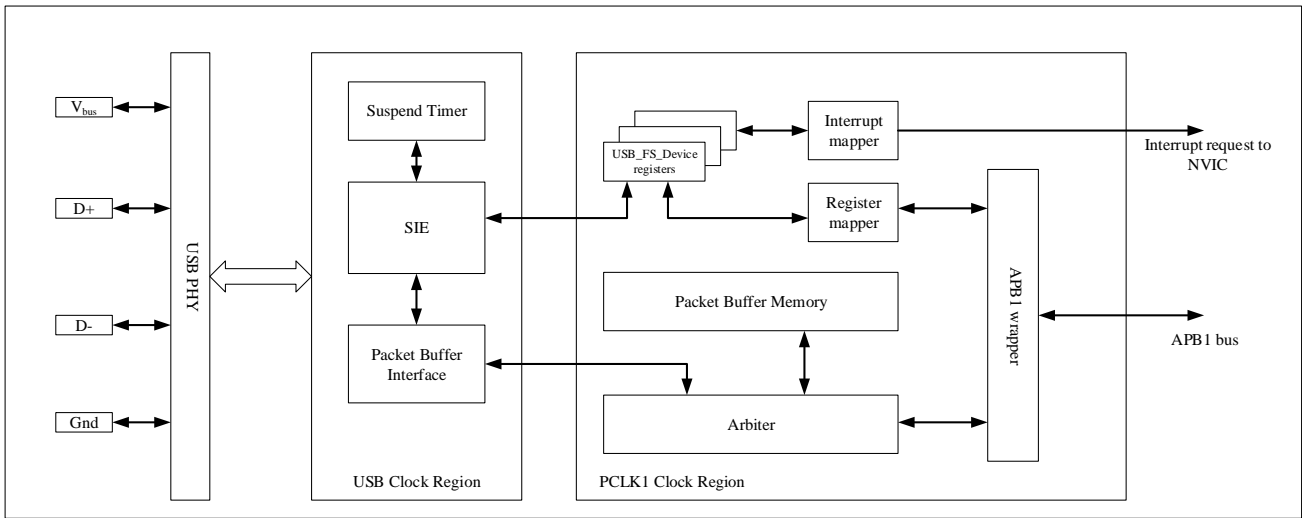 V_bus
D+
D-
Gnd
USB PHY
Suspend Timer
SIE
Packet Buffer
Interface
USB Clock Region
USB_FS_Device
registers
Interrupt
mapper
Register
mapper
Packet Buffer Memory
Arbiter
APB1 wrapper
PCLK1 Clock Region
Interrupt request to
NVIC
APB1 bus